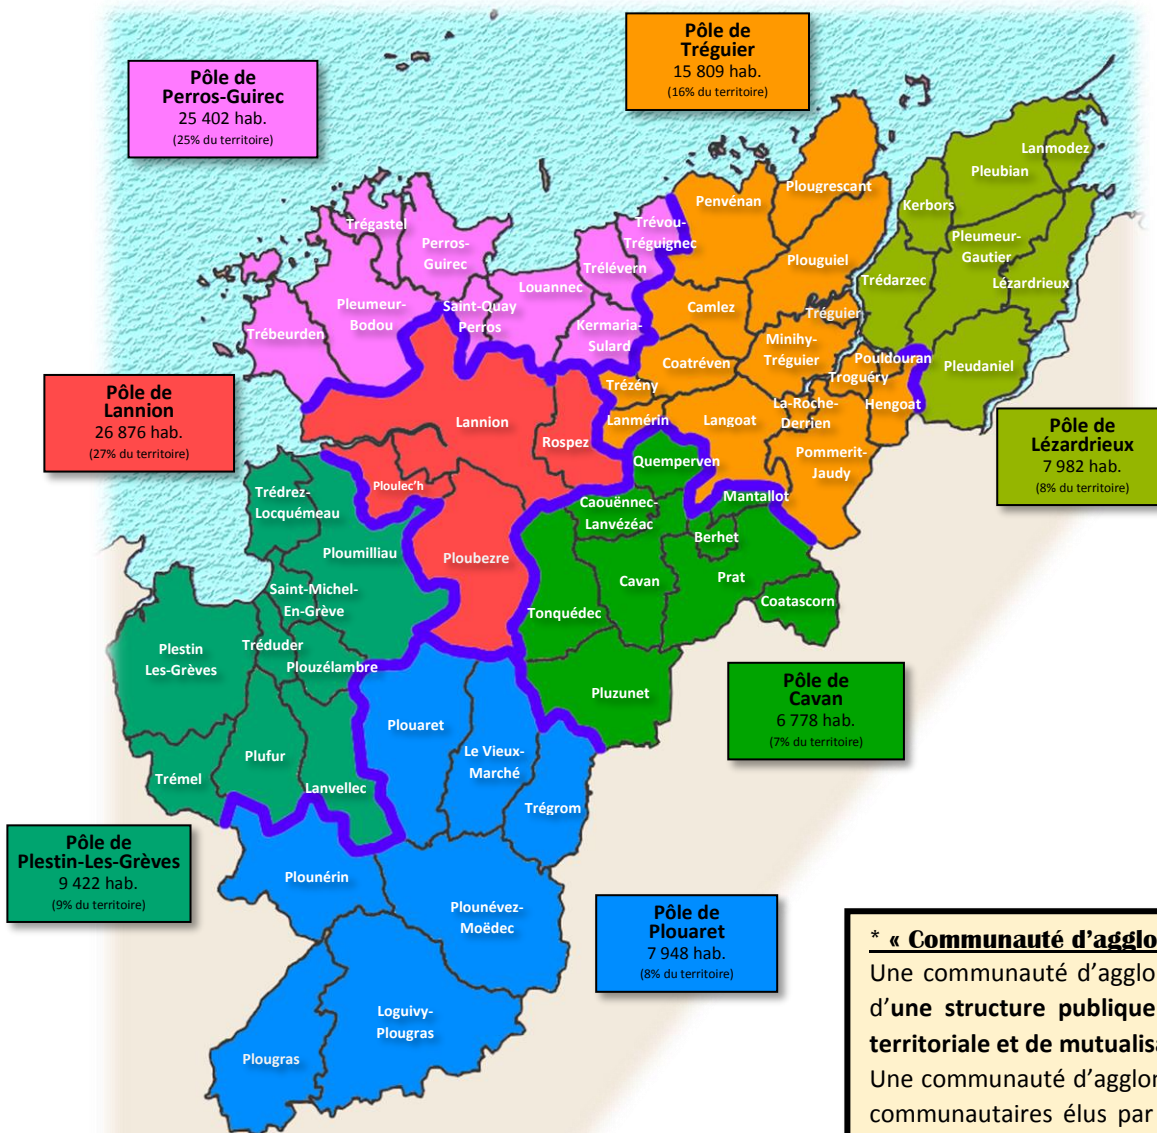 Pôle de
Tréguier
15 809 hab.
(16% du territoire)
Pôle de
Perros-Guirec
25 402 hab.
(25% du territoire)
Lanmodez
Pleubian
Plougrescant
Penvénan
Kerbors
Trégastel
Trévou-
Tréguignec
Perros-
Guirec
Pleumeur-
Gautier
Plouguiel
Trélévern
Trédarzec
Lézardrieux
Louannec
Pleumeur-
Bodou
Saint-Quay
Perros
Camlez
Tréguier
Trébeurden
Kermaria-
Sulard
Minihy-
Tréguier
Coatréven
Pouldouran
Troguéry
Pleudaniel
Trézény
Hengoat
La-Roche-
Derrien
Lanmérin
Langoat
Pôle de
Lannion
26 876 hab.
(27% du territoire)
Lannion
Rospez
Pôle de
Lézardrieux
7 982 hab.
(8% du territoire)
Pommerit-
Jaudy
Quemperven
Ploulec'h
Trédrez-
Locquémeau
Mantallot
Caouënnec-
Lanvézéac
Berhet
Ploumilliau
Ploubezre
Cavan
Prat
Saint-Michel-
En-Grève
Coatascorn
Tonquédec
Plestin
Les-Grèves
Tréduder
Plouzélambre
Pluzunet
Pôle de
Cavan
6 778 hab.
(7% du territoire)
Plouaret
Le Vieux-
Marché
Plufur
Trémel
Lanvellec
Trégrom
Pôle de
Plestin-Les-Grèves
9 422 hab.
(9% du territoire)
Plounérin
Plounévez-
Moëdec
Pôle de
Plouaret
7 948 hab.
(8% du territoire)
Loguivy-
Plougras
Plougras
* « Communauté d'agglo
Une communauté d'agglo
d'une structure publique
territoriale et de mutualisa
Une communauté d'agglor
communautaires élus par